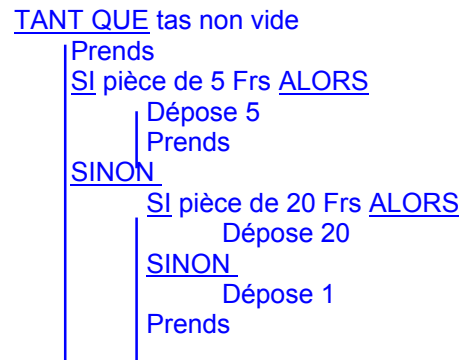 TANT QUE tas non vide
Prends
SI pièce de 5 Frs ALORS
Dépose 5
Prends
SINON
SI pièce de 20 Frs ALORS
Dépose 20
SINON
Dépose 1
Prends